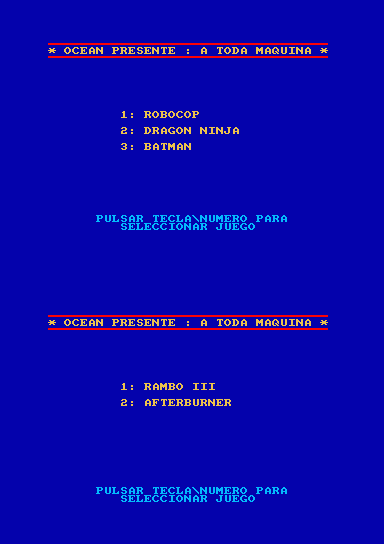 * OCEAN PRESENTE : A TODA MAQUINA *
1: ROBOCOP
2: DRAGON NINJA
3: BATMAN
PULSAR TECLA\NUMERO PARA
SELECCIONAR JUEGO
* OCEAN PRESENTE : A TODA MAQUINA *
1: RAMBO III
2: AFTERBURNER
PULSAR TECLA\NUMERO PARA
SELECCIONAR JUEGO